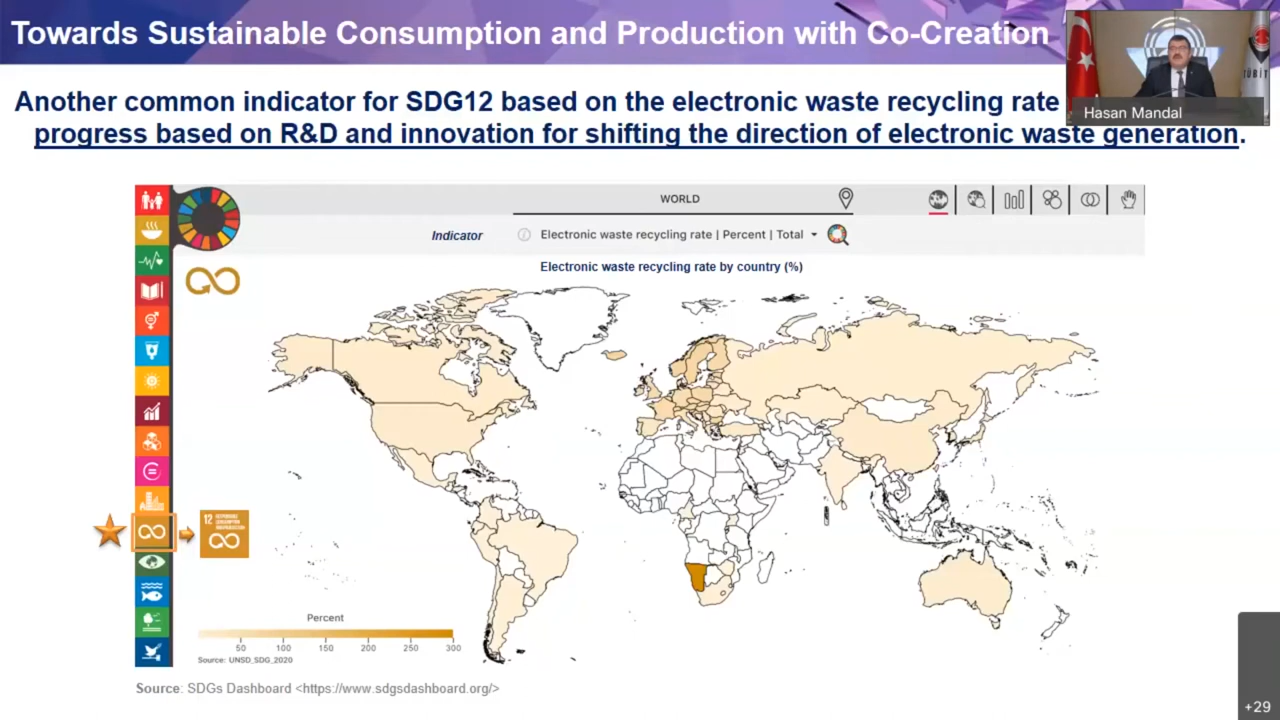 Towards Sustainable Consumption and Production with Co-Creation
Another common indicator for SDG12 based on the electronic waste recycling rate
progress based on R&D and innovation for shifting the direction of electronic waste generation.
Hasan Mandal
WORLD
Indicator
Electronic waste recycling rate | Percent | Total
Electronic waste recycling rate by country (%)
12
Percent
50 100 150 200 250 300
Source: UNSD_SDG_2020
Source: SDGs Dashboard <https://www.sdgsdashboard.org/>
+29